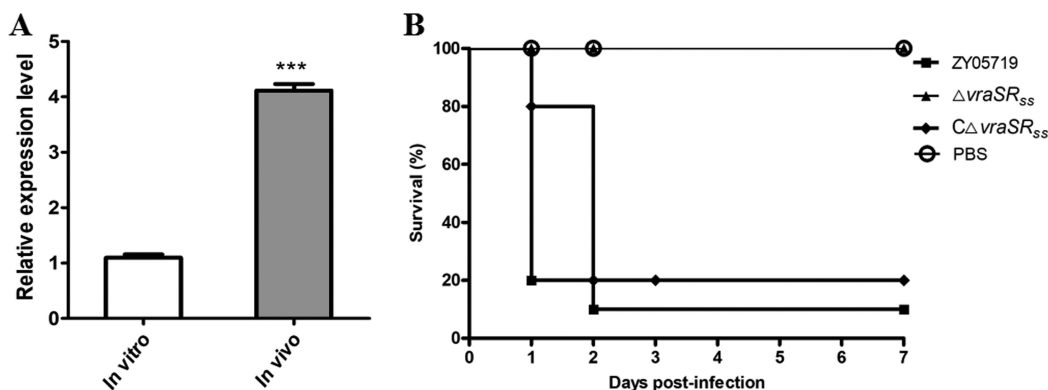 A
Relative expression level
5
4
3
2
1
0
***
In vitro
In vivo
B
Survival (%)
100
80
60
40
20
0
0 1 2 3 4 5 6 7
Days post-infection
ZY05719
△vraSRss
C△vraSRss
PBS